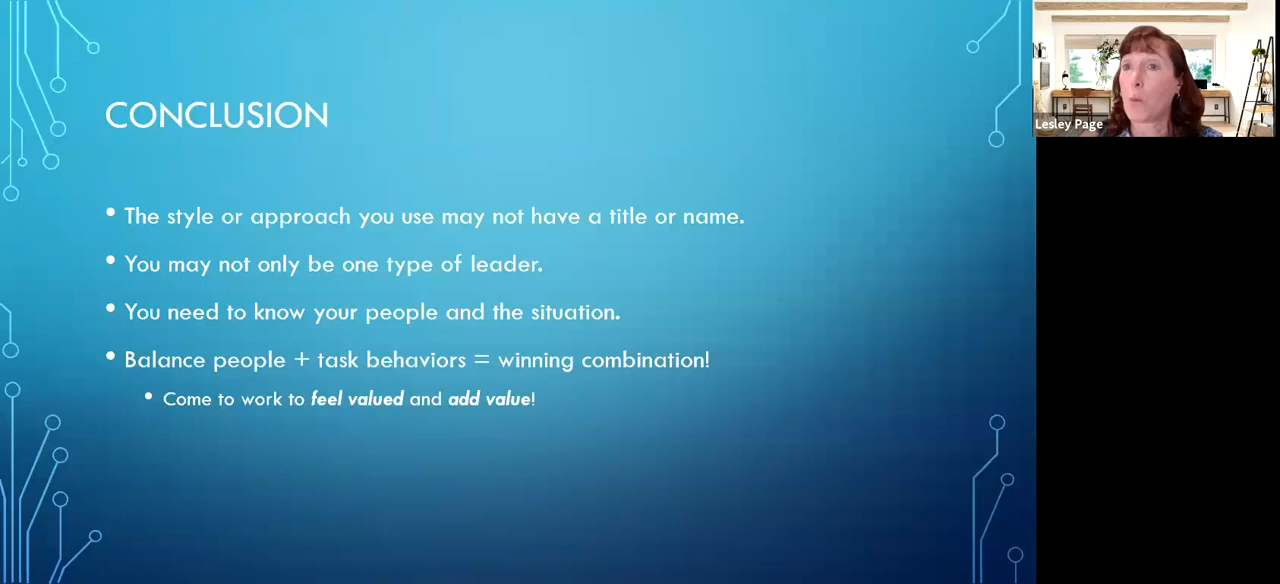 CONCLUSION
• The style or approach you use may not have a title or name.
• You may not only be one type of leader.
• You need to know your people and the situation.
• Balance people + task behaviors = winning combination!
• Come to work to feel valued and add value!
Lesley Page